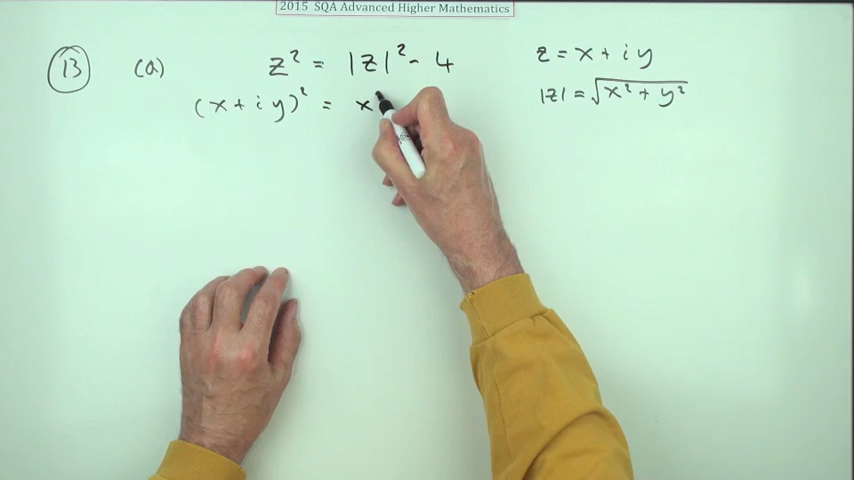 2015 SQA Advanced Higher Mathematics
13 (a) z² = |z|² - 4
z = x + iy
|z| = √x² + y²
(x + iy)² = x